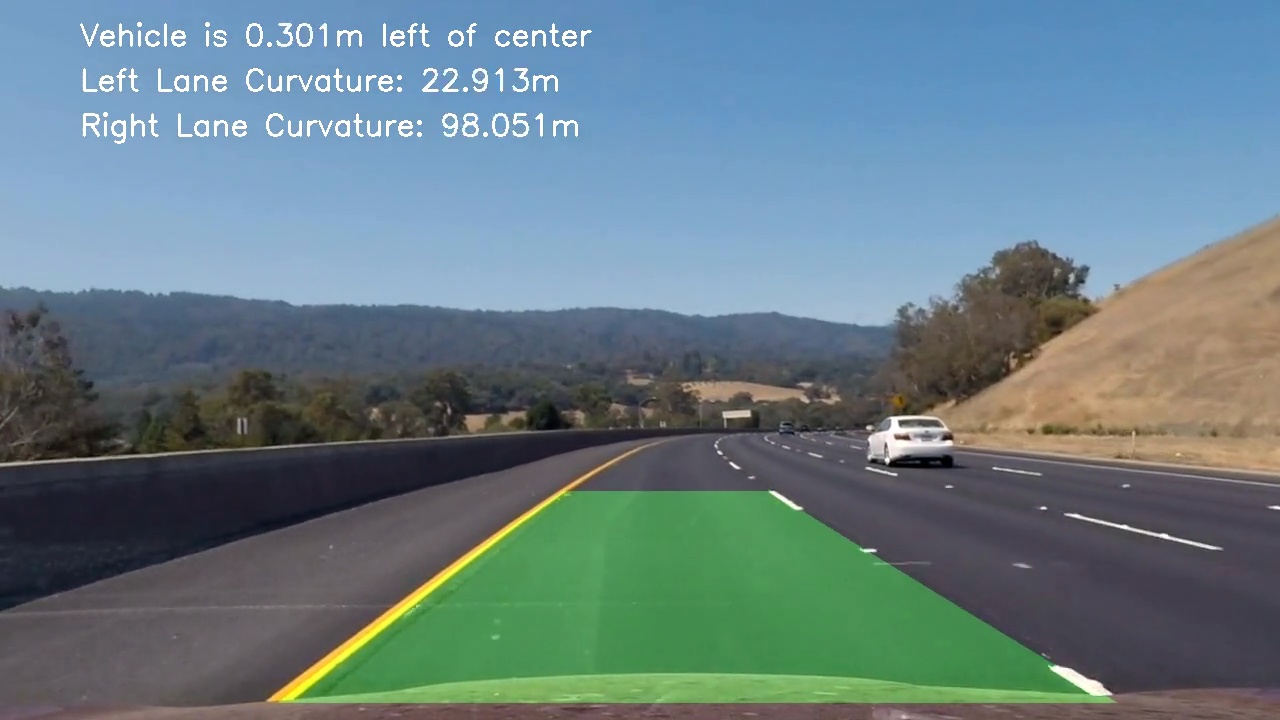 Vehicle is 0.301m left of center
Left Lane Curvature: 22.913m
Right Lane Curvature: 98.051m